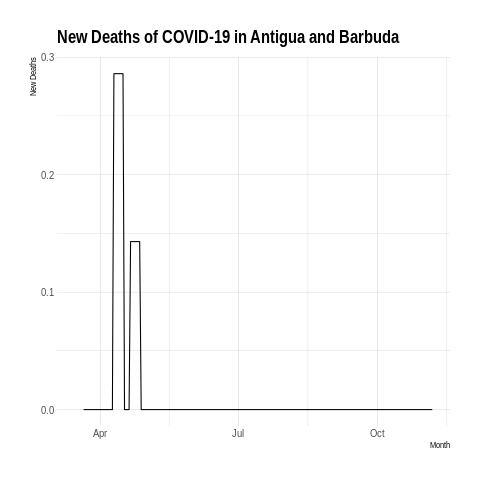 New Deaths of COVID-19 in Antigua and Barbuda
New Deaths
0.3
0.2
0.1
0.0
Apr
Jul
Oct
Month